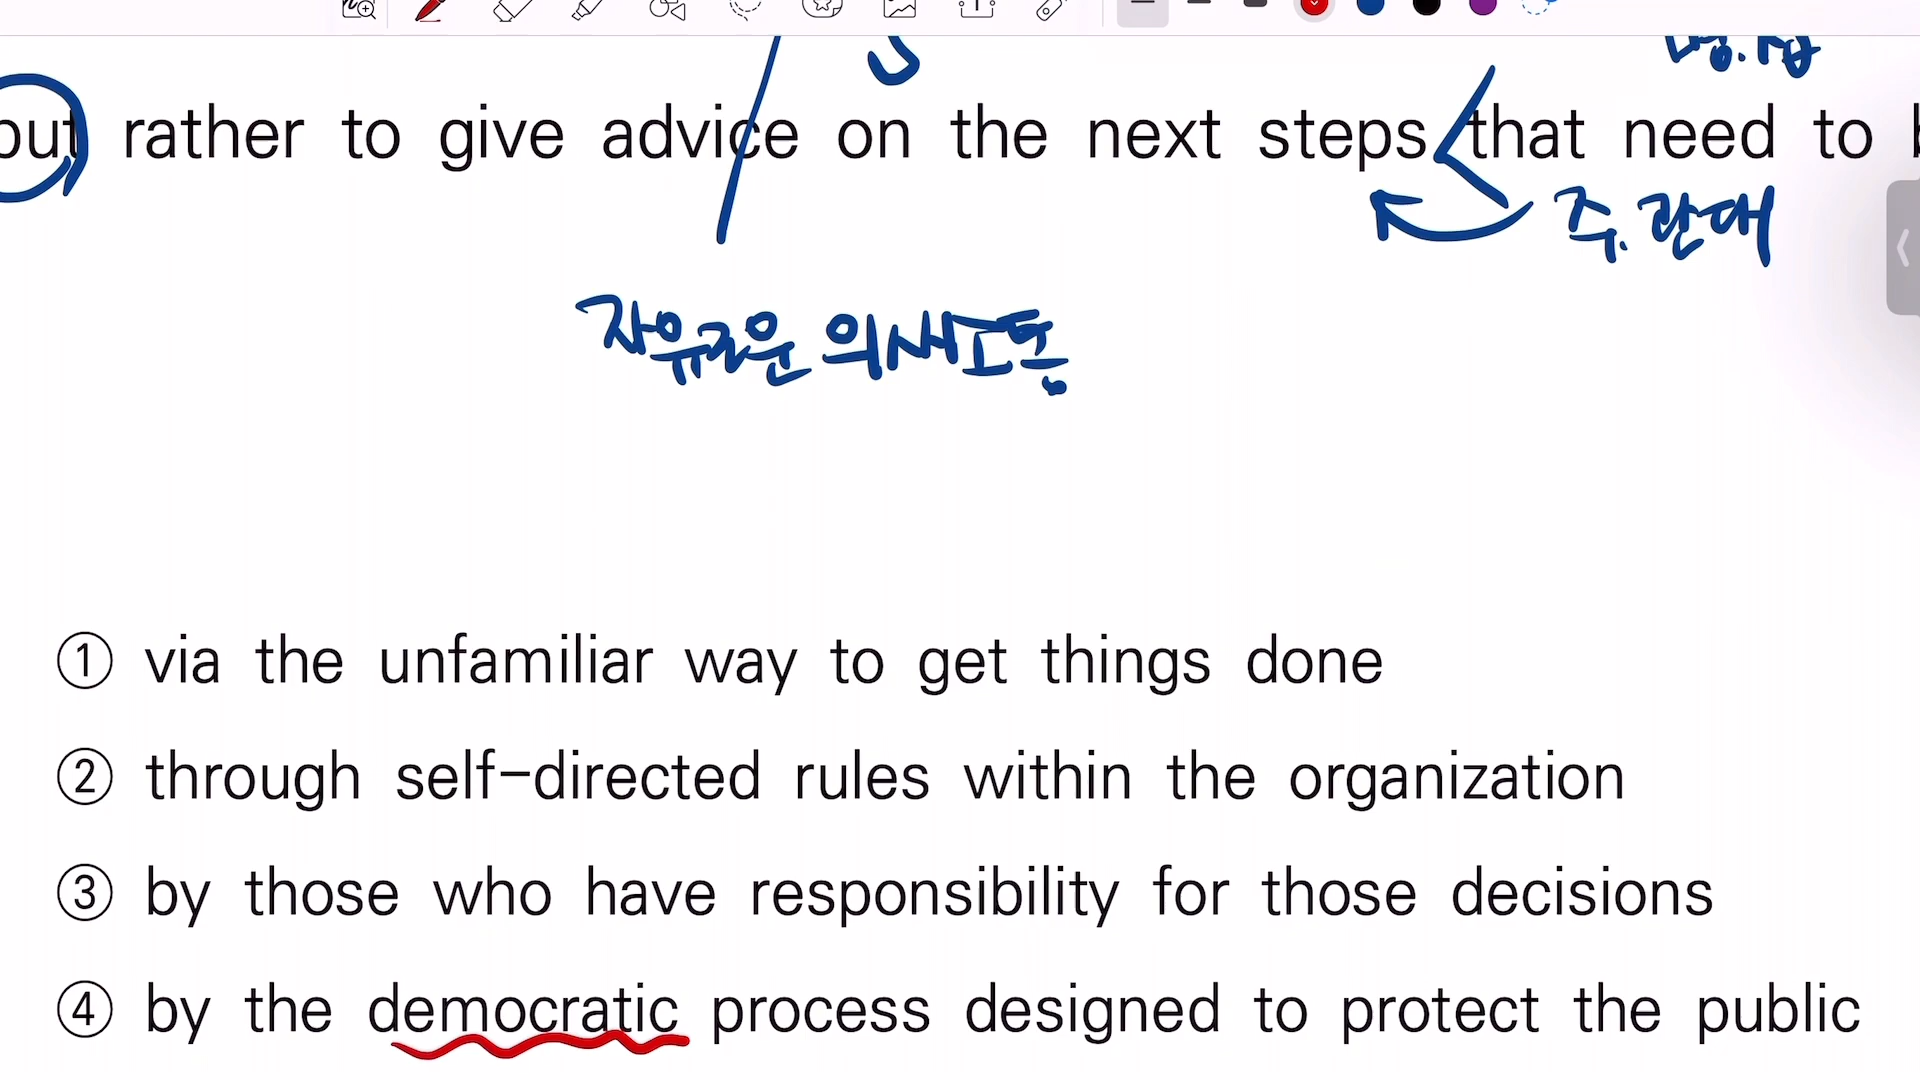 but rather to give advice on the next steps that need to
주.관대
자유로운 의사소통
① via the unfamiliar way to get things done
② through self-directed rules within the organization
③ by those who have responsibility for those decisions
④ by the democratic process designed to protect the public